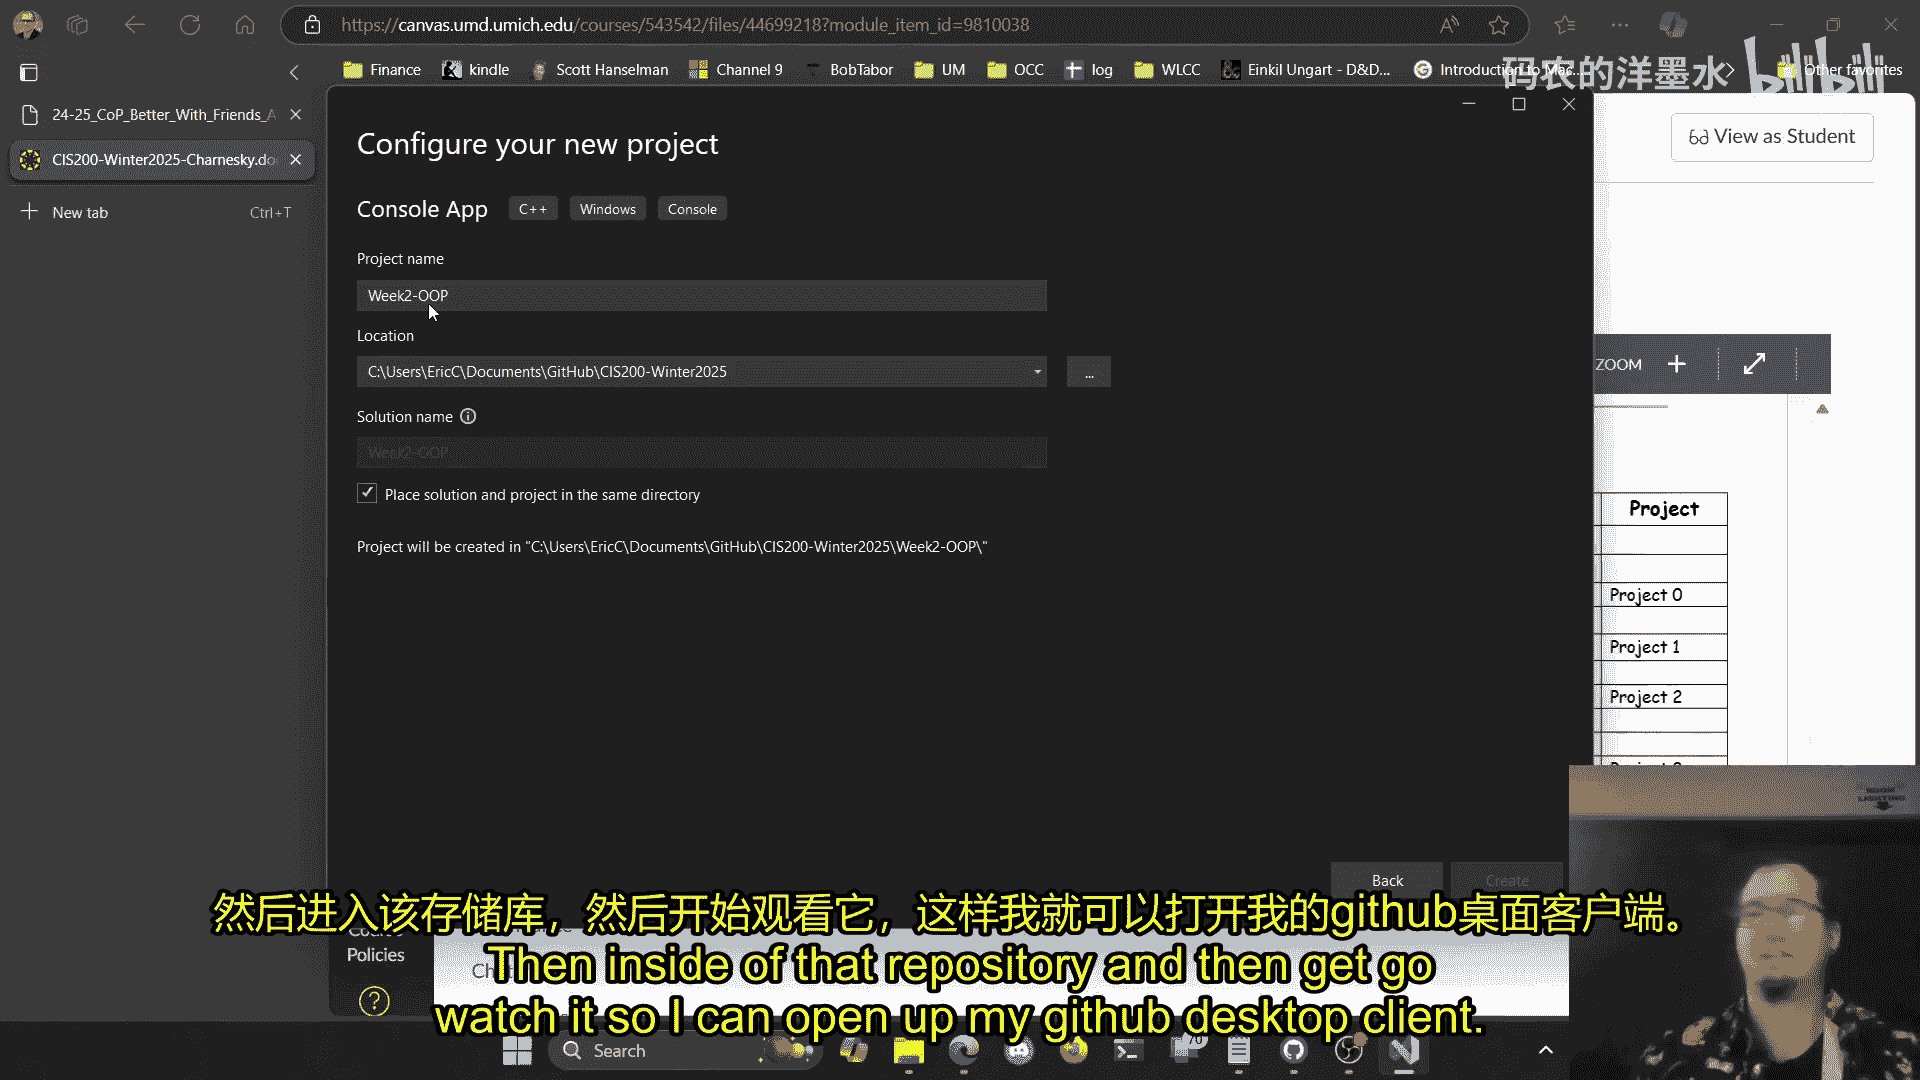 https://canvas.umd.umich.edu/courses/543542/files/44699218?module_item_id=9810038
Finance
kindle
Scott Hanselman
Channel 9
BobTabor
UM
OCC
log
WLCC
Einkil Ungart - D&D...
Introduction to Mac...
Other favorites
码农的洋墨水
bilibili
24-25_CoP_Better_With_Friends_A
CIS200-Winter2025-Charnesky.do
New tab
Ctrl+T
Configure your new project
Console App
C++
Windows
Console
Project name
Week2-OOP
Location
C:\Users\EricC\Documents\GitHub\CIS200-Winter2025
...
Solution name
Week2-OOP
Place solution and project in the same directory
Project will be created in "C:\Users\EricC\Documents\GitHub\CIS200-Winter2025\Week2-OOP\"
Back
Create
View as Student
ZOOM
Project
Project 0
Project 1
Project 2
ROOM
LIGHTING
Policies
然后进入该存储库，然后开始观看它，这样我就可以打开我的github桌面客户端。
Then inside of that repository and then get go
watch it so I can open up my github desktop client.
Search